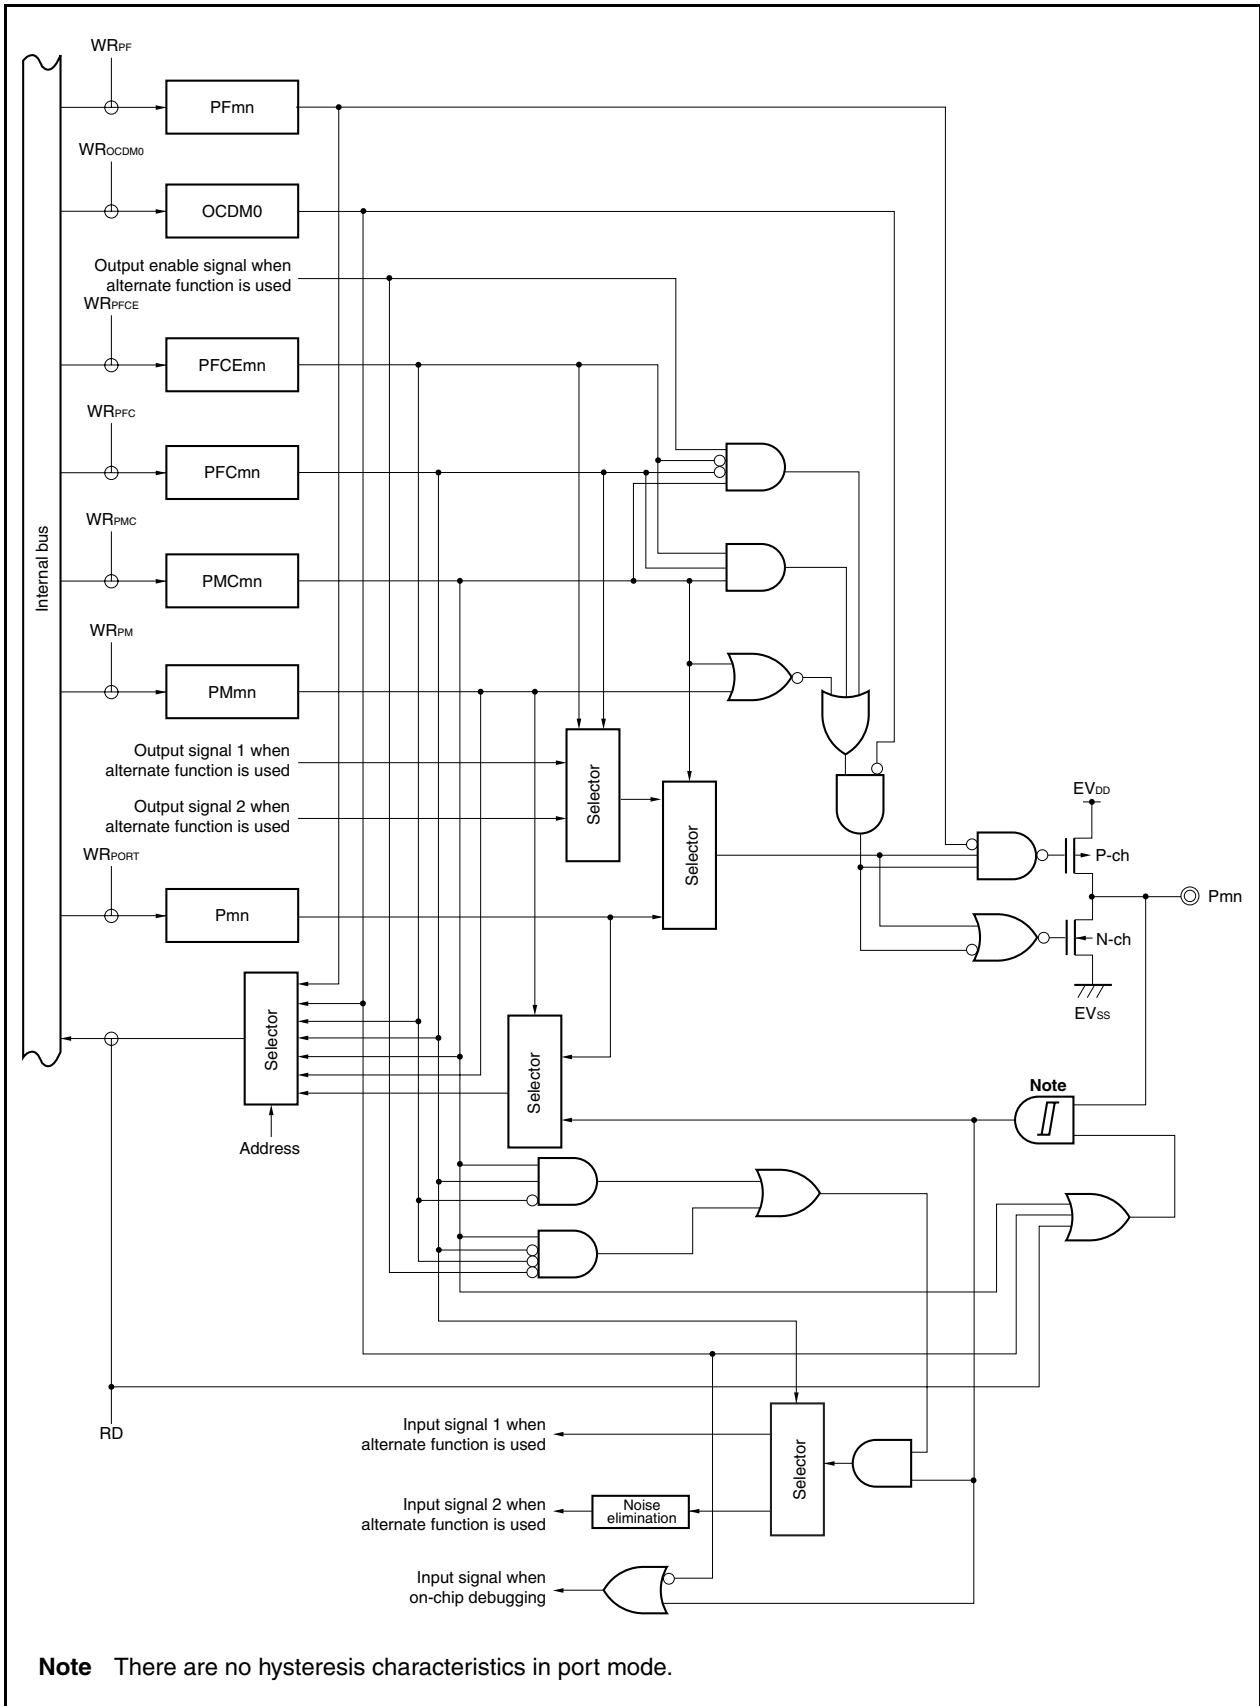 WRPF
PFmn
WROCDM0
OCDM0
Output enable signal when
alternate function is used
WRPFCE
PFCEmn
WRPFC
PFCmn
WRPMC
Internal bus
PMCmn
WRPM
PMmn
Output signal 1 when
alternate function is used
Selector
Output signal 2 when
alternate function is used
Selector
EVDD
P-ch
WRPORT
Pmn
Pmn
N-ch
EVSS
Selector
Selector
Address
Note
RD
Input signal 1 when
alternate function is used
Selector
Input signal 2 when
alternate function is used
Noise
elimination
Input signal when
on-chip debugging
Note There are no hysteresis characteristics in port mode.